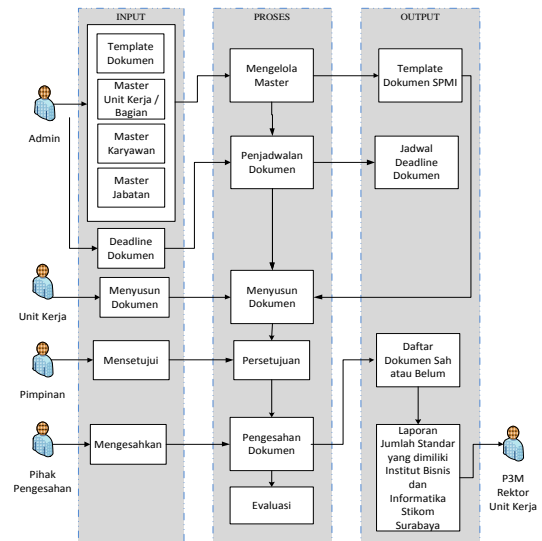 INPUT
PROSES
OUTPUT
Template
Dokumen
Master
Unit Kerja /
Bagian
Master
Karyawan
Master
Jabatan
Admin
Mengelola
Master
Template
Dokumen SPMI
Penjadwalan
Dokumen
Jadwal
Deadline
Dokumen
Deadline
Dokumen
Unit Kerja
Menyusun
Dokumen
Menyusun
Dokumen
Pimpinan
Mensetujui
Persetujuan
Daftar
Dokumen Sah
atau Belum
Pihak
Pengesahan
Mengesahkan
Pengesahan
Dokumen
Laporan
Jumlah Standar
yang dimiliki
Institut Bisnis
dan
Informatika
Stikom
Surabaya
P3M
Rektor
Unit Kerja
Evaluasi